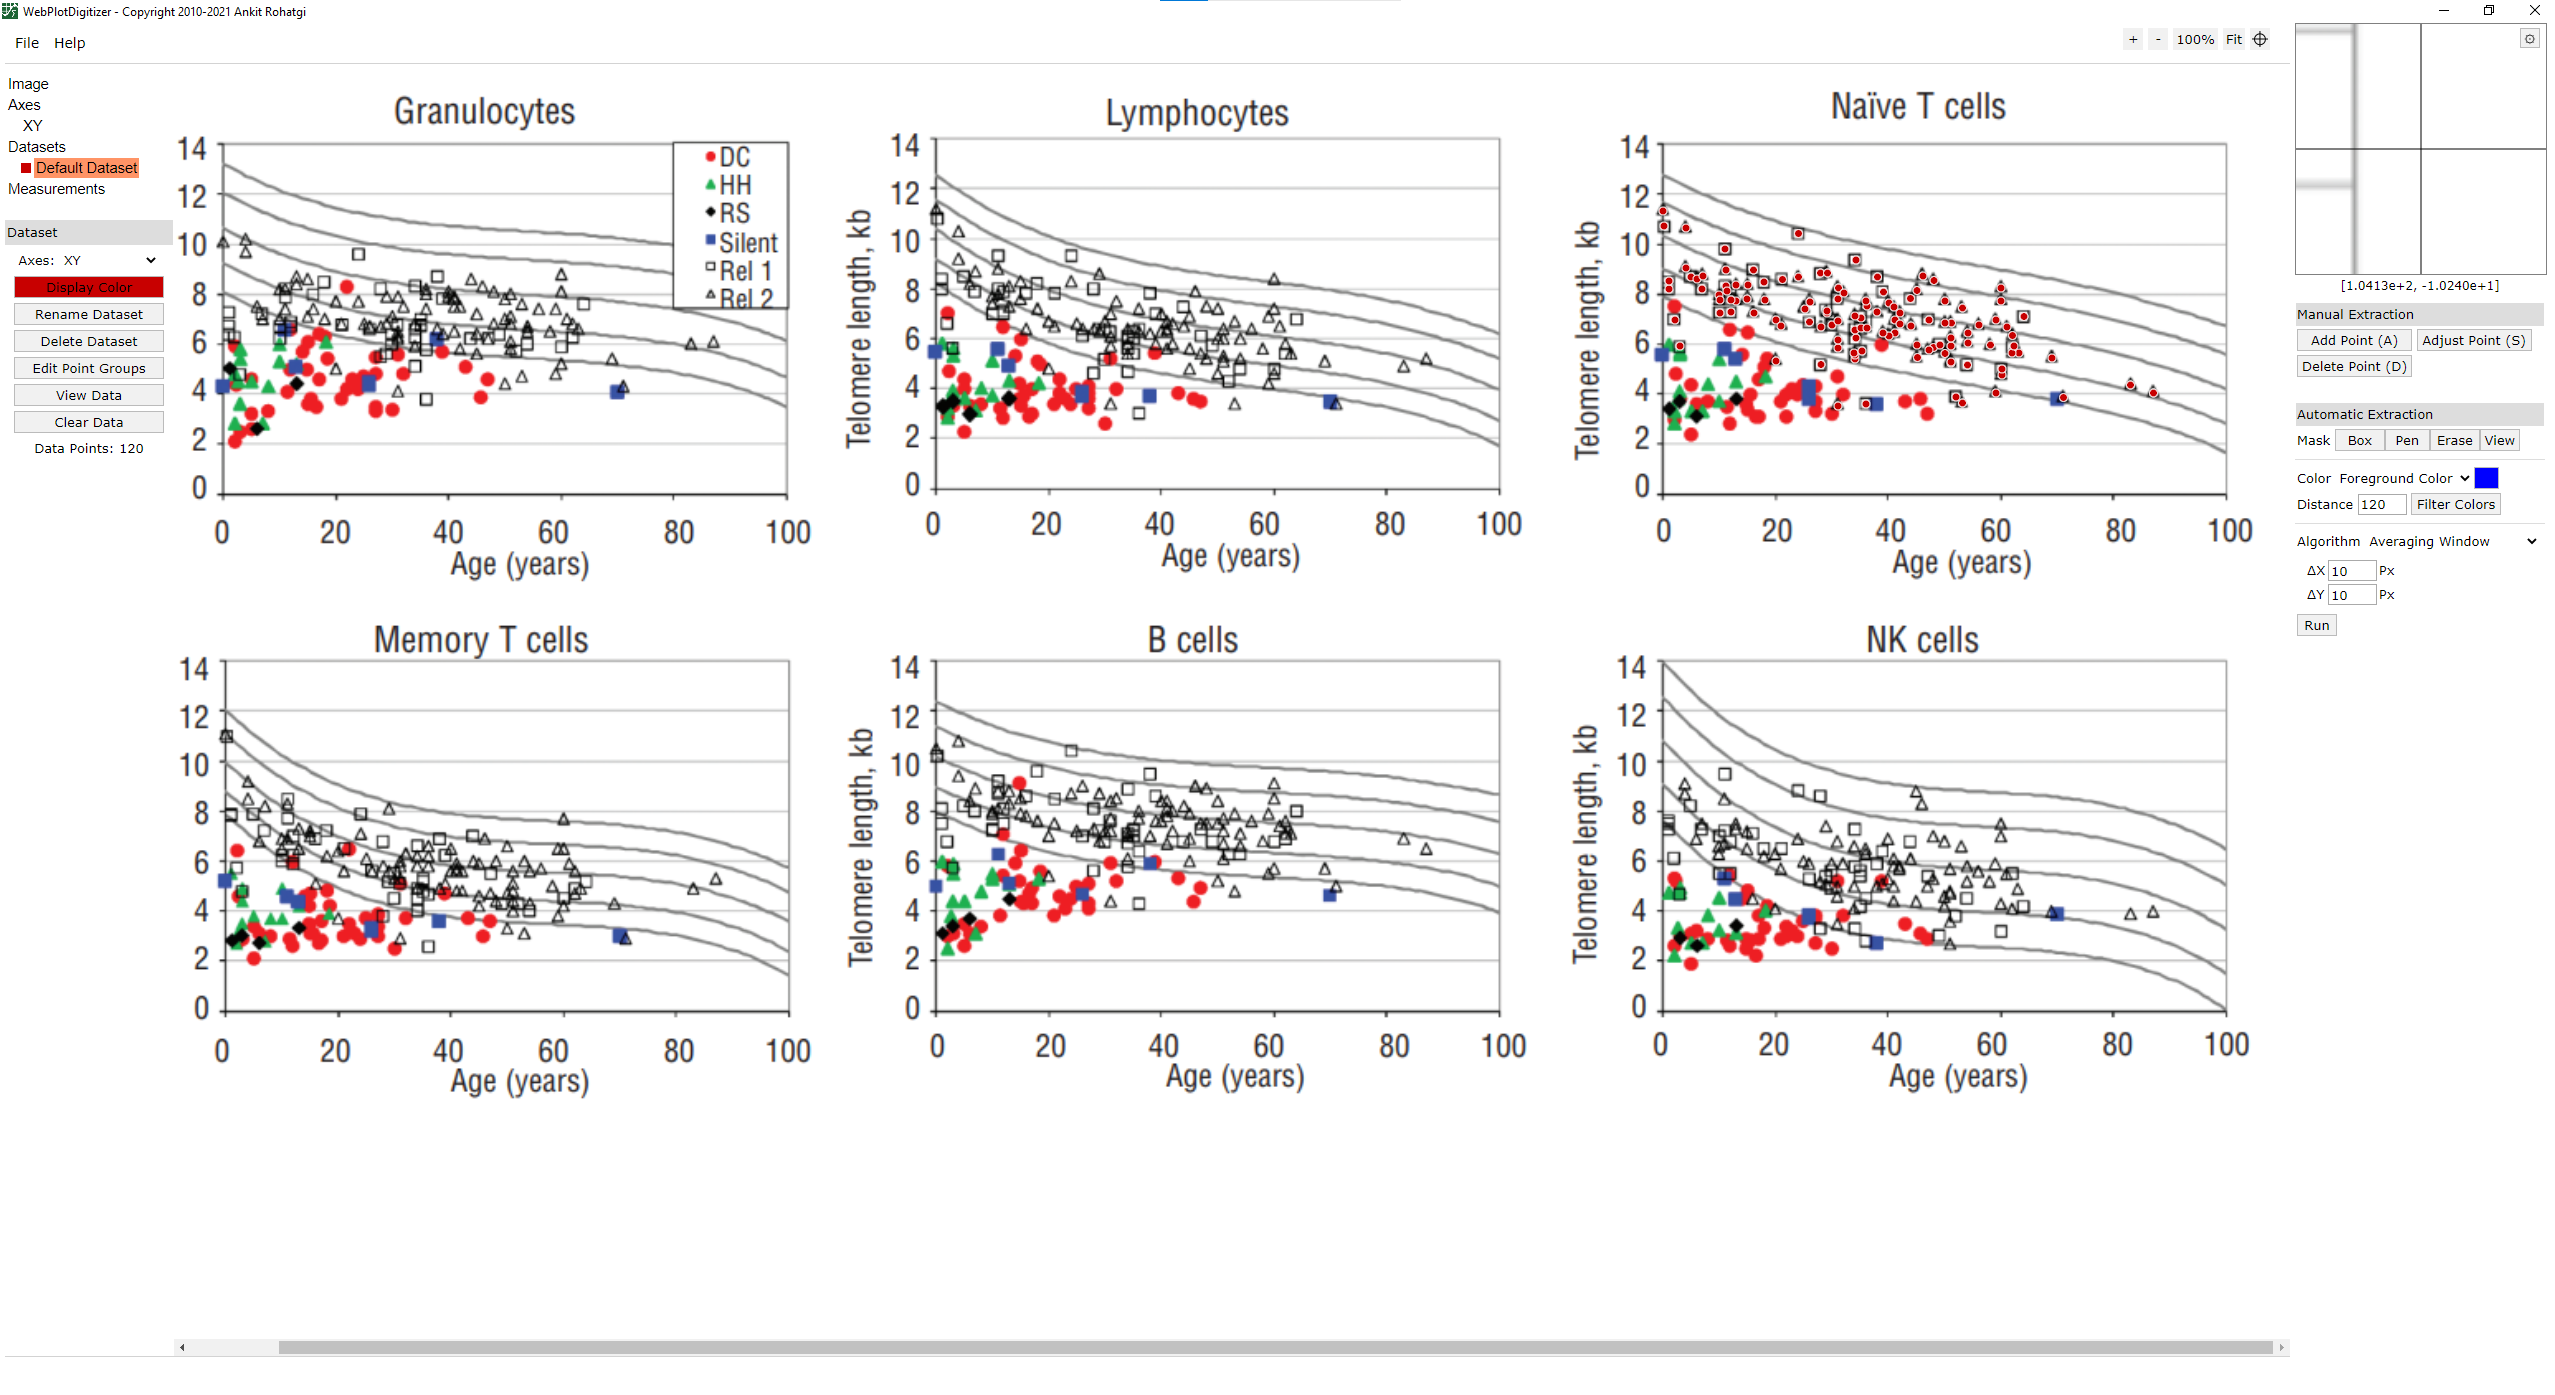 WebPlotDigitizer - Copyright 2010-2021 Ankit Rohatgi
File Help
+ - 100% Fit
Image
Axes
XY
Datasets
Default Dataset
Measurements
Dataset
Axes: XY
Display Color
Rename Dataset
Delete Dataset
Edit Point Groups
View Data
Clear Data
Data Points: 120
Granulocytes
14
12
10
8
6
4
2
0
0 20 40 60 80 100
Age (years)
DC
HH
RS
Silent
Rel 1
Rel 2
Lymphocytes
Telomere length, kb
14
12
10
8
6
4
2
0
0 20 40 60 80 100
Age (years)
Naïve T cells
Telomere length, kb
14
12
10
8
6
4
2
0
0 20 40 60 80 100
Age (years)
Memory T cells
14
12
10
8
6
4
2
0
0 20 40 60 80 100
Age (years)
B cells
Telomere length, kb
14
12
10
8
6
4
2
0
0 20 40 60 80 100
Age (years)
NK cells
Telomere length, kb
14
12
10
8
6
4
2
0
0 20 40 60 80 100
Age (years)
[1.0413e+2, -1.0240e+1]
Manual Extraction
Add Point (A) Adjust Point (S)
Delete Point (D)
Automatic Extraction
Mask Box Pen Erase View
Color Foreground Color
Distance 120 Filter Colors
Algorithm Averaging Window
ΔX 10 Px
ΔY 10 Px
Run